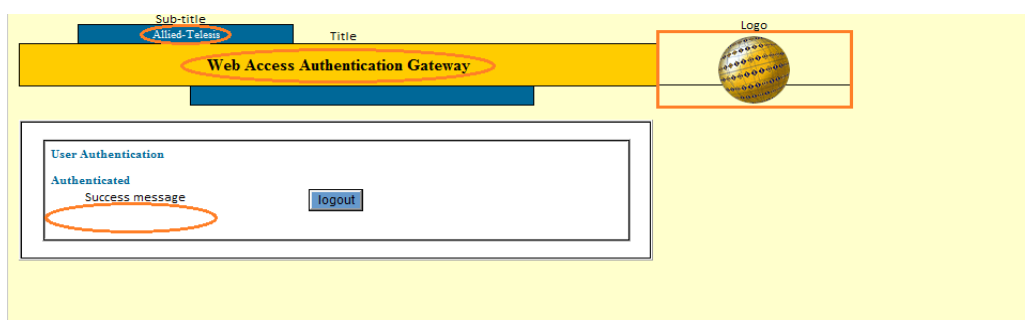 Sub-title
Allied-Telesis
Title
Logo
Web Access Authentication Gateway
User Authentication
Authenticated
Success message
logout